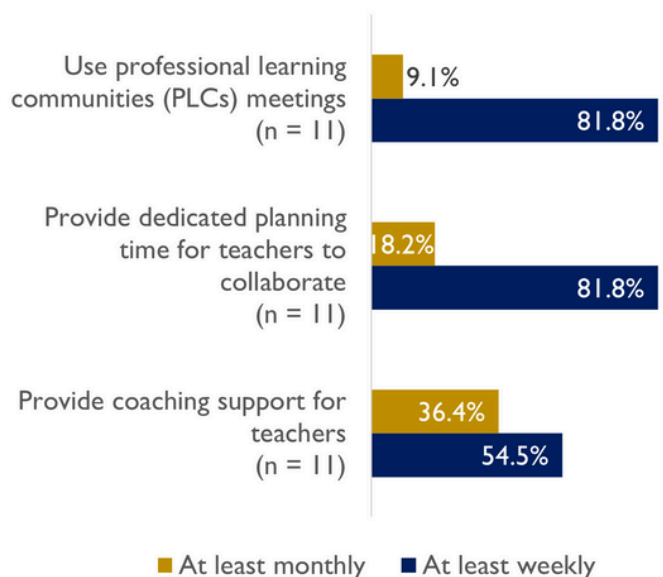 Use professional learning
communities (PLCs) meetings
(n = 11)
9.1%
81.8%
Provide dedicated planning
time for teachers to
collaborate
(n = 11)
18.2%
81.8%
Provide coaching support for
teachers
(n = 11)
36.4%
54.5%
At least monthly At least weekly